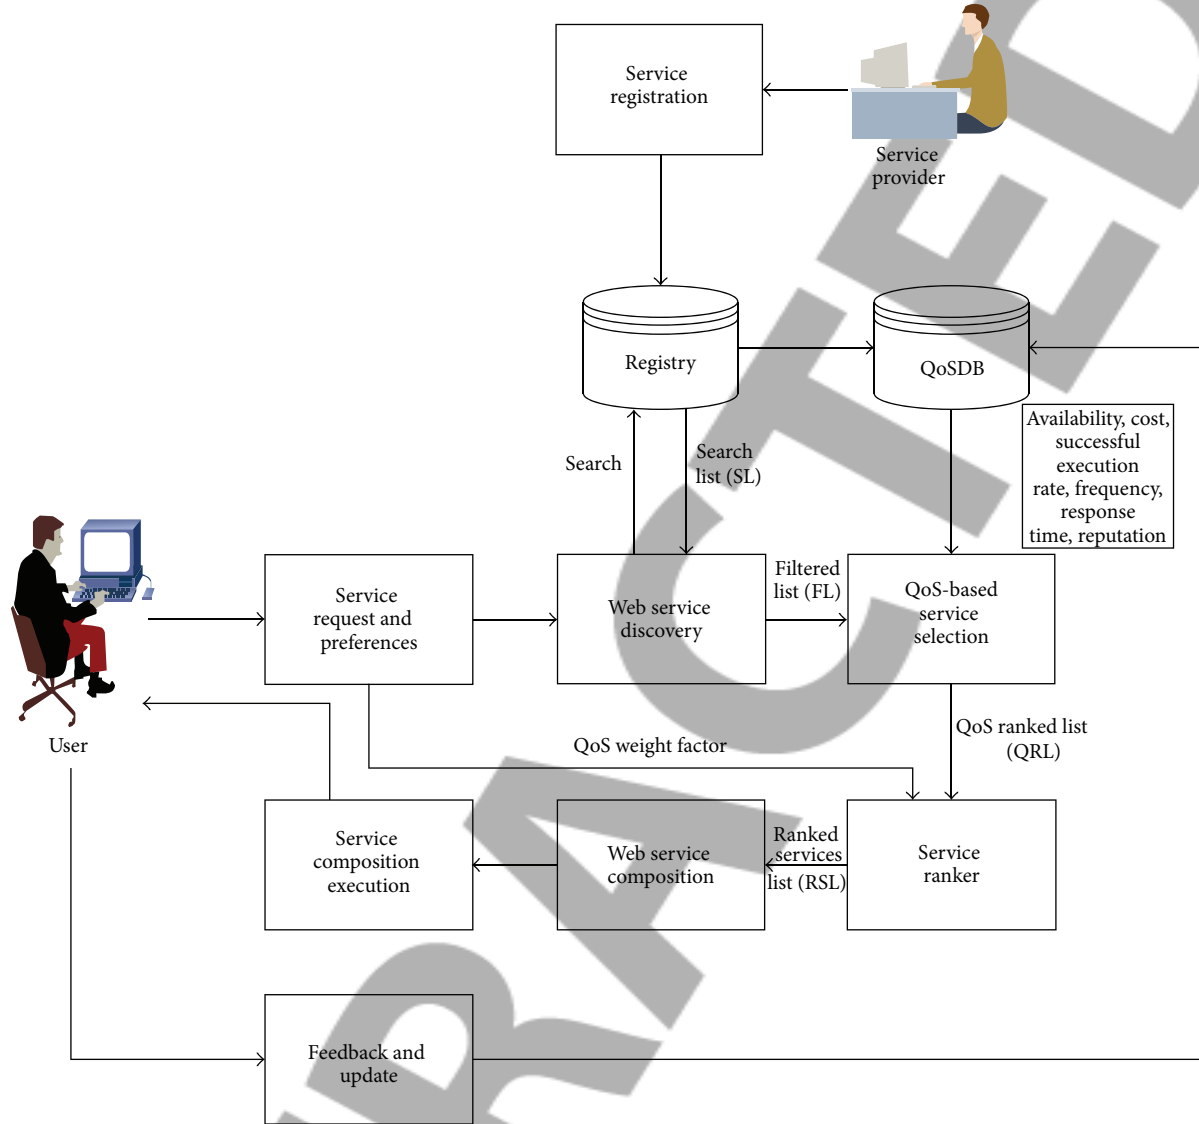 Service
registration
Service
provider
Registry
QoSDB
Availability, cost,
successful
execution
rate, frequency,
response
time, reputation
Search
Search
list (SL)
Service
request and
preferences
Web service
discovery
Filtered
list (FL)
QoS-based
service
selection
User
QoS weight factor
QoS ranked list
(QRL)
Service
composition
execution
Web service
composition
Ranked
services
list (RSL)
Service
ranker
Feedback and
update
RACTED